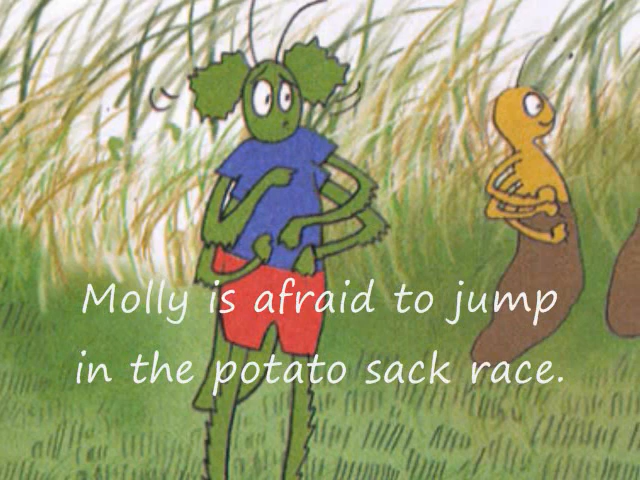 Molly is afraid to jump
in the potato sack race.